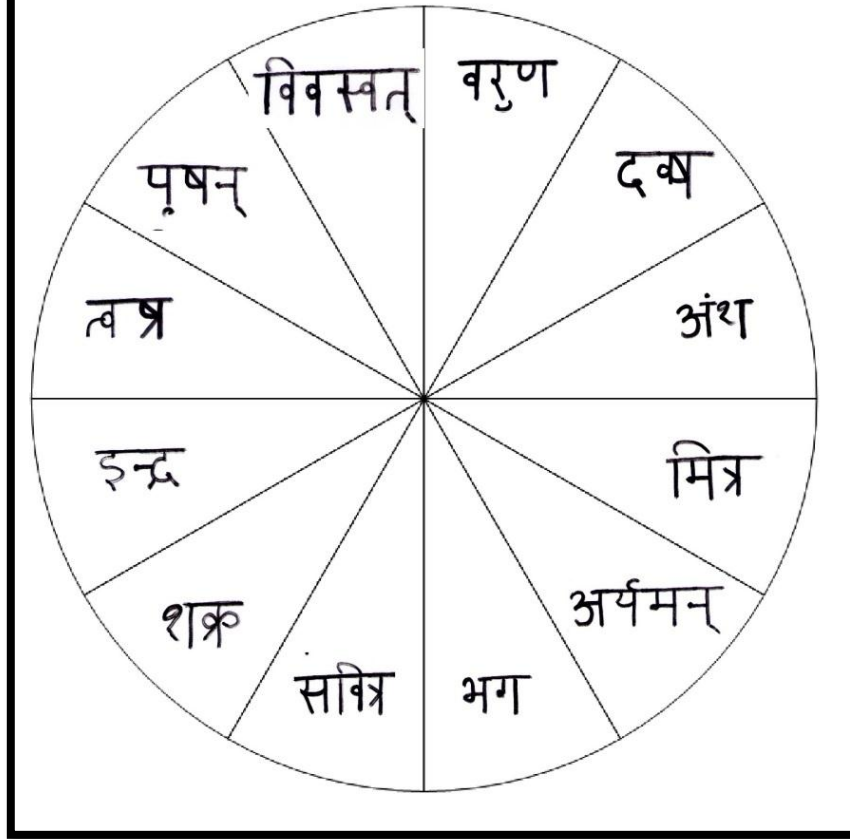 विवस्वत्
वरुण
दक्ष
अंश
मित्र
अर्यमन्
भग
सवित्र
शक्र
इन्द्र
त्वष्ट्र
पूषन्